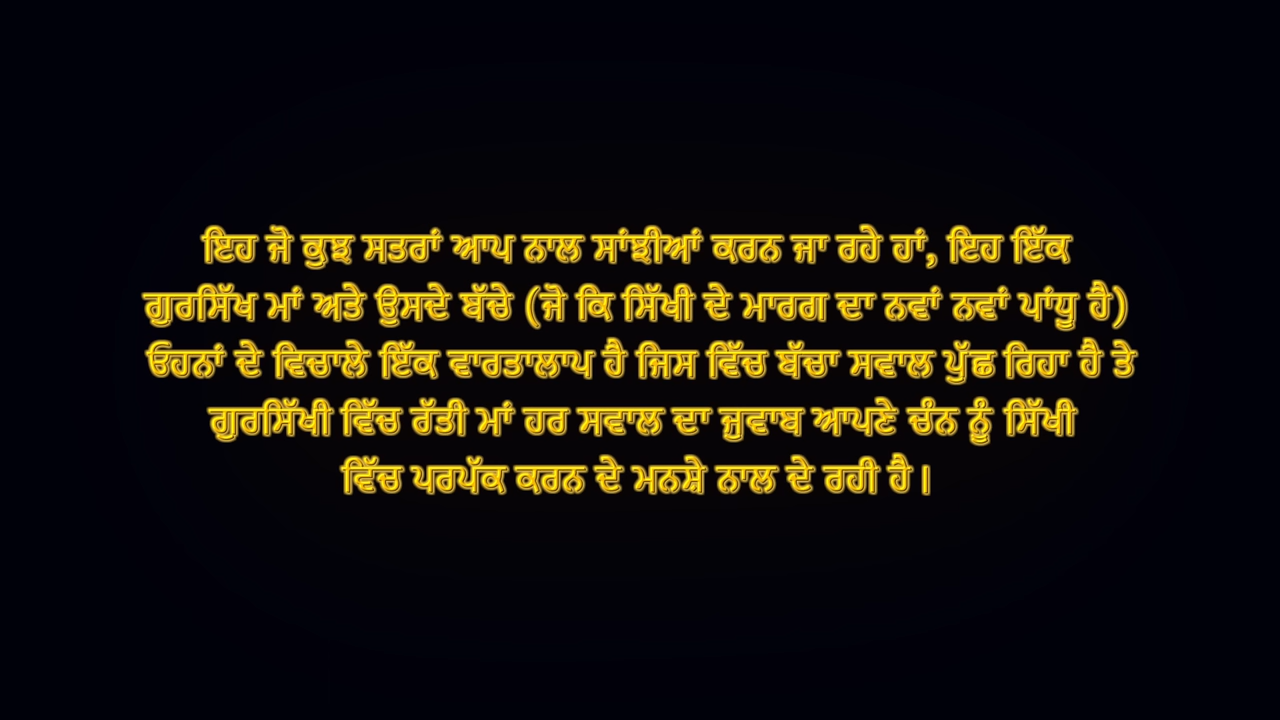 ਇਹ ਜੋ ਕੁਝ ਸਤਰਾਂ ਆਪ ਨਾਲ ਸਾਂਝੀਆਂ ਕਰਨ ਜਾ ਰਹੇ ਹਾਂ, ਇਹ ਇੱਕ
ਗੁਰਸਿੱਖ ਮਾਂ ਅਤੇ ਉਸਦੇ ਬੱਚੇ (ਜੋ ਕਿ ਸਿੱਖੀ ਦੇ ਮਾਰਗ ਦਾ ਨਵਾਂ ਨਵਾਂ ਪਾਂਧੂ ਹੈ)
ਓਹਨਾਂ ਦੇ ਵਿਚਾਲੇ ਇੱਕ ਵਾਰਤਾਲਾਪ ਹੈ ਜਿਸ ਵਿੱਚ ਬੱਚਾ ਸਵਾਲ ਪੁੱਛ ਰਿਹਾ ਹੈ ਤੇ
ਗੁਰਸਿੱਖੀ ਵਿੱਚ ਰੱਤੀ ਮਾਂ ਹਰ ਸਵਾਲ ਦਾ ਜੁਵਾਬ ਆਪਣੇ ਚੰਨ ਨੂੰ ਸਿੱਖੀ
ਵਿੱਚ ਪਰਪੱਕ ਕਰਨ ਦੇ ਮਨਸ਼ੇ ਨਾਲ ਦੇ ਰਹੀ ਹੈ।